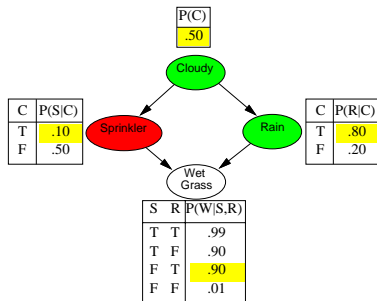 P(C)
.50
Cloudy
C P(S|C)
T .10
F .50
Sprinkler
Rain
C P(R|C)
T .80
F .20
Wet
Grass
S R P(W|S,R)
T T .99
T F .90
F T .90
F F .01